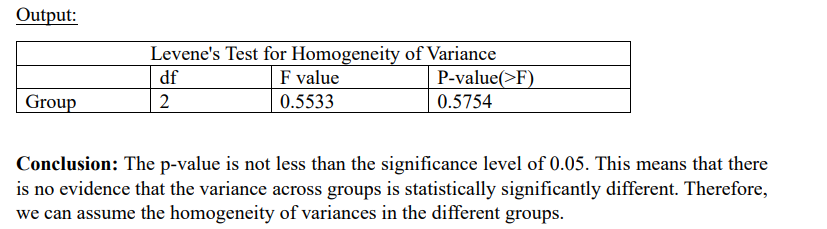 Output:
Levene's Test for Homogeneity of Variance
df F value P-value(>F)
Group 2 0.5533 0.5754
Conclusion: The p-value is not less than the significance level of 0.05. This means that there
is no evidence that the variance across groups is statistically significantly different. Therefore,
we can assume the homogeneity of variances in the different groups.